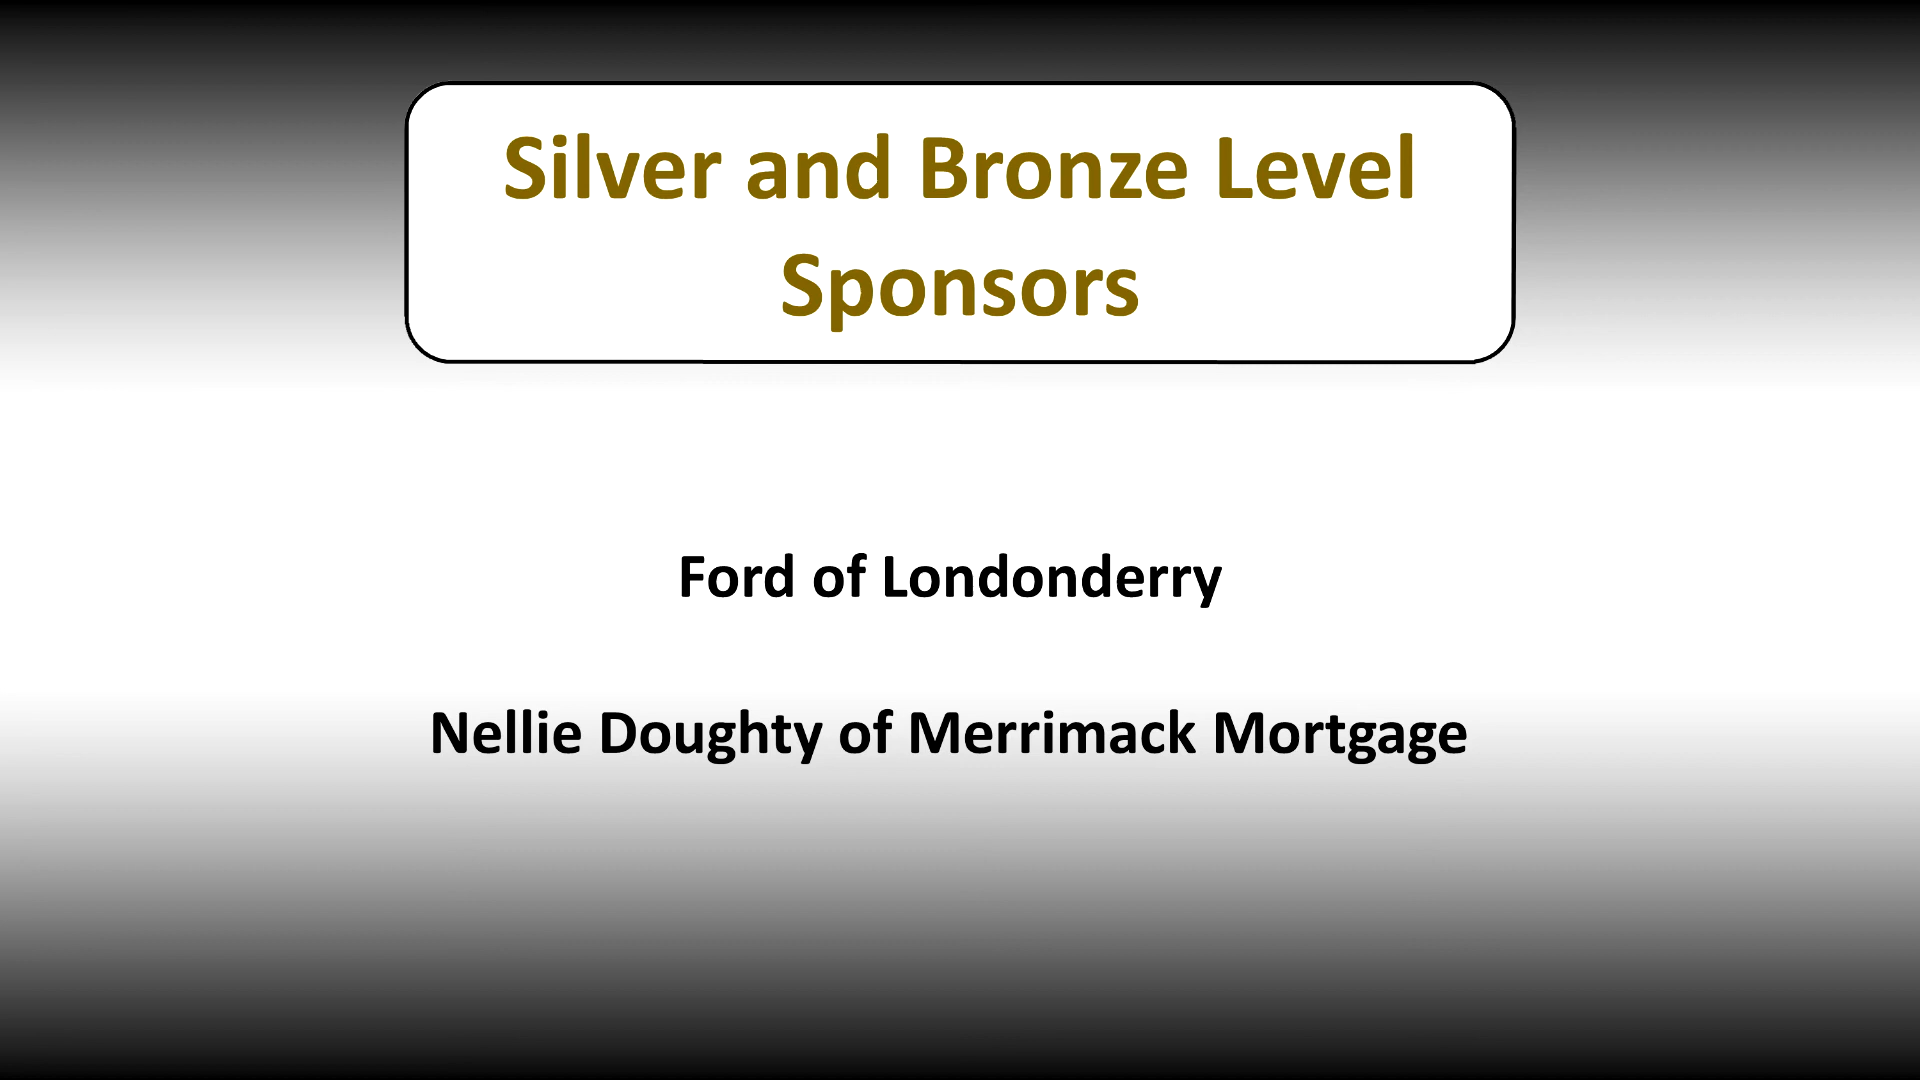 Silver and Bronze Level
Sponsors
Ford of Londonderry
Nellie Doughty of Merrimack Mortgage